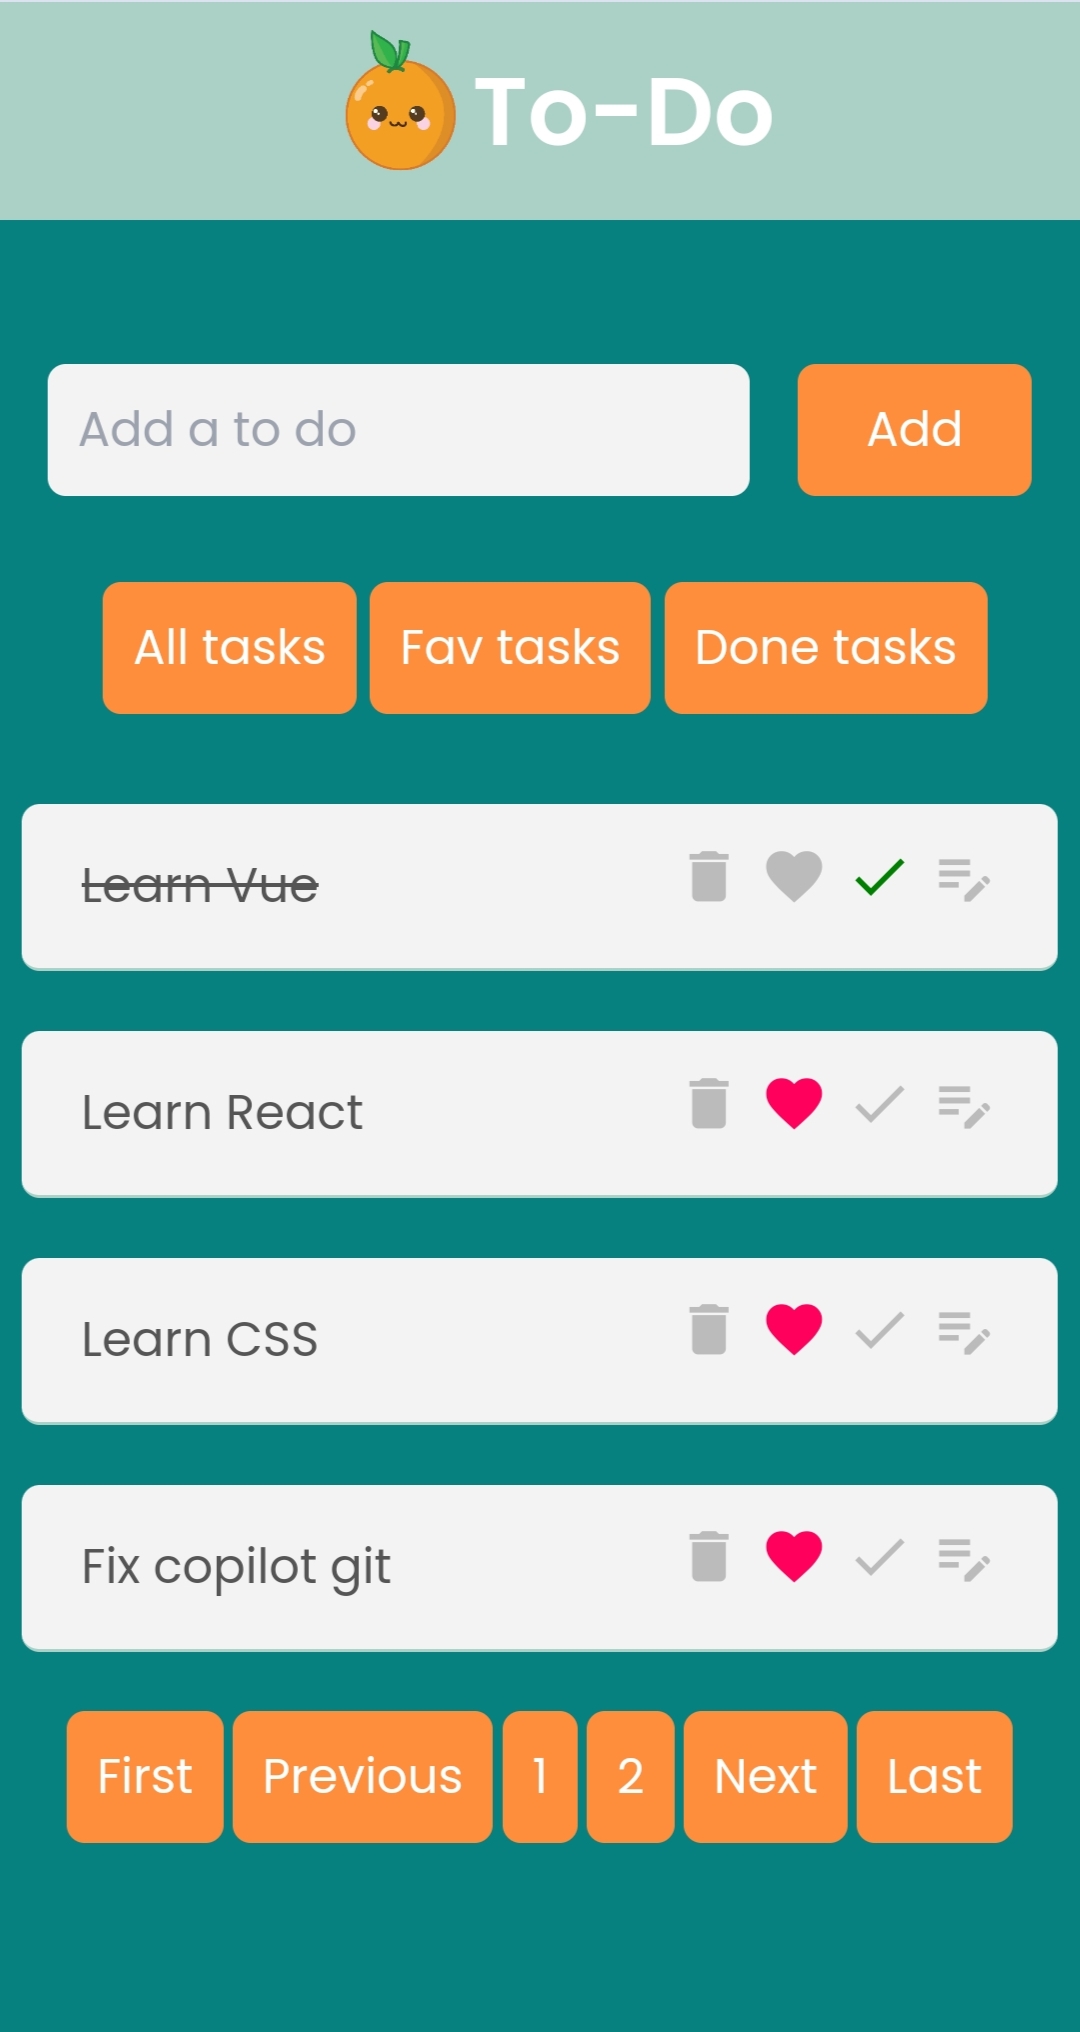 To-Do
Add a to do
Add
All tasks Fav tasks Done tasks
Learn Vue
Learn React
Learn CSS
Fix copilot git
First Previous 1 2 Next Last